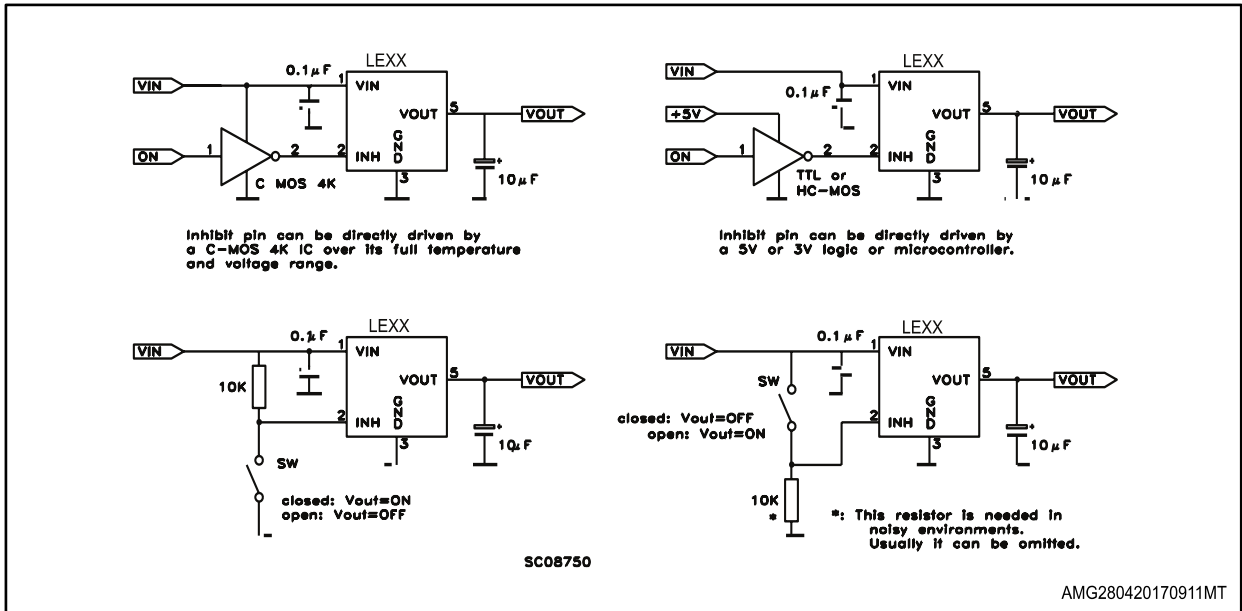 LEXX
VIN
0.1µF
1
VIN
VOUT
5
VOUT
ON
1
2
2
INH
GND
3
C MOS 4K
+
10µF
Inhibit pin can be directly driven by
a C-MOS 4K IC over its full temperature
and voltage range.
LEXX
VIN
0.1µF
1
VIN
+5V
VOUT
5
VOUT
ON
1
2
2
INH
GND
3
TTL or
HC-MOS
+
10µF
Inhibit pin can be directly driven by
a 5V or 3V logic or microcontroller.
LEXX
VIN
0.1µF
1
VIN
10K
VOUT
5
VOUT
2
INH
GND
3
+
10µF
SW
closed: Vout=ON
open: Vout=OFF
LEXX
VIN
0.1µF
1
VIN
SW
VOUT
5
VOUT
closed: Vout=OFF
open: Vout=ON
2
INH
GND
3
+
10µF
10K
*
*: This resistor is needed in
noisy environments.
Usually it can be omitted.
SC08750
AMG280420170911MT